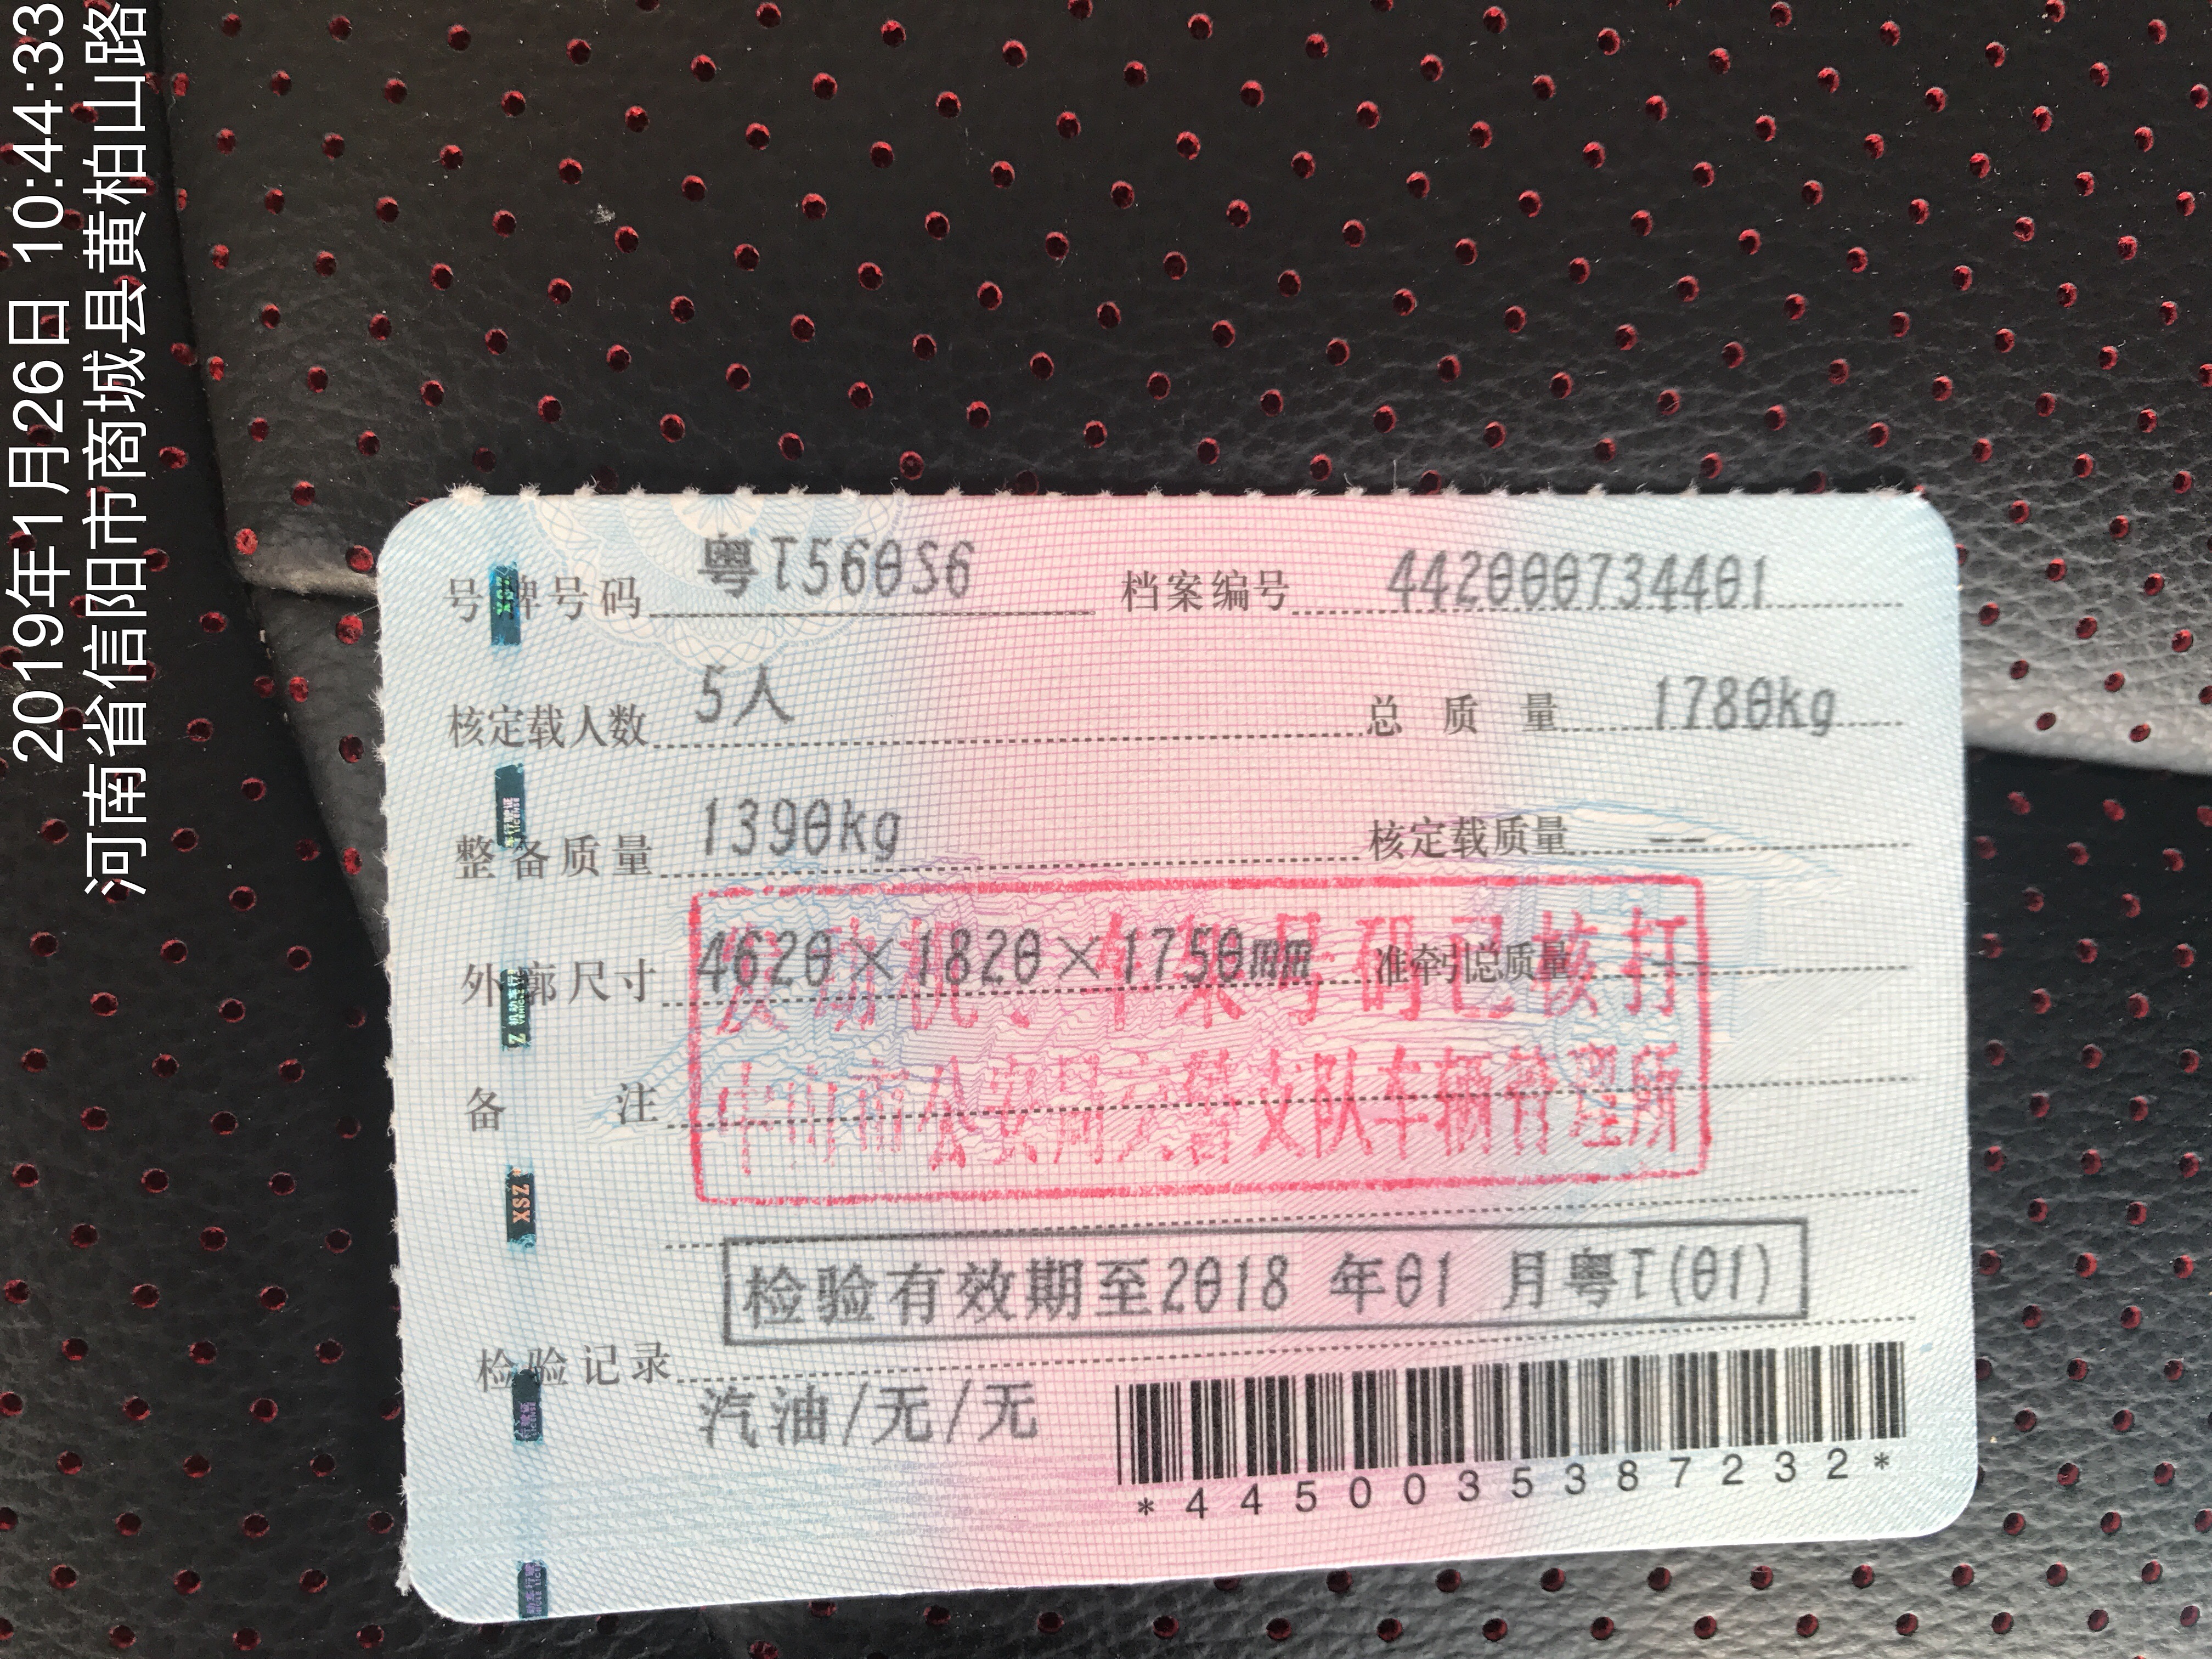 2019年1月26日 10:44:33
河南省信阳市商城县黄柏山路
号牌号码 粤T560S6 档案编号 442000734401
核定载人数 5人 总质量 1780kg
整备质量 1390kg 核定载质量 --
外廓尺寸 4620×1820×1750mm 准牵引总质量 --
发动机、车架号码已核打
备注
中山市公安局交警支队车辆管理所
检验有效期至2018 年01 月粤T(01)
检验记录
汽油/无/无
*4450035387232*